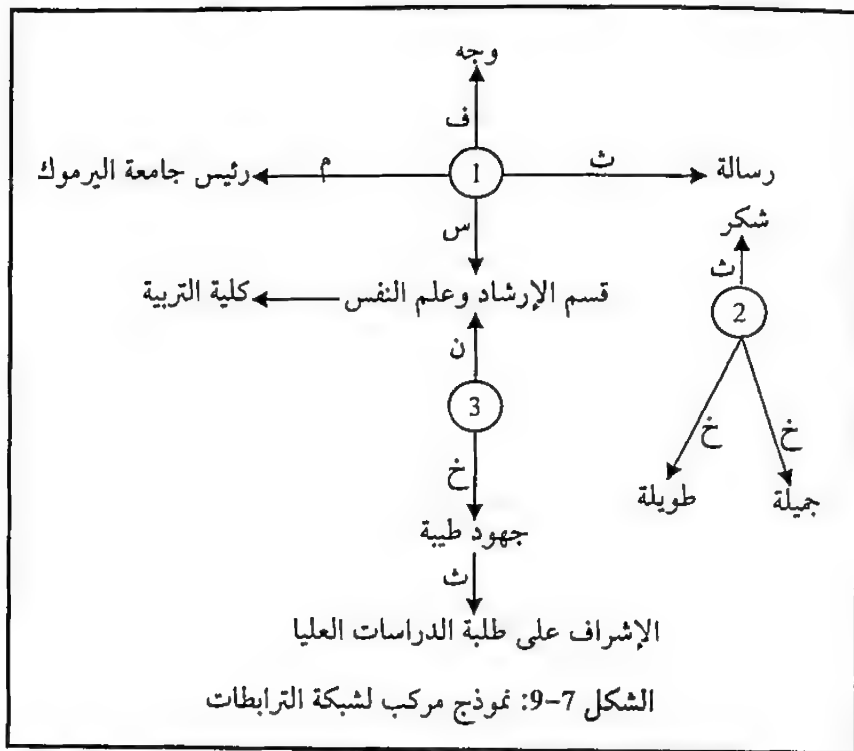 وجه
ف
رسالة ث 1 م رئيس جامعة اليرموك
س
شكر
ث
قسم الإرشاد وعلم النفس كلية التربية
2
ن
3
خ خ
خ
جميلة طويلة
جهود طيبة
ث
الإشراف على طلبة الدراسات العليا
الشكل 7-9: نموذج مركب لشبكة الترابطات